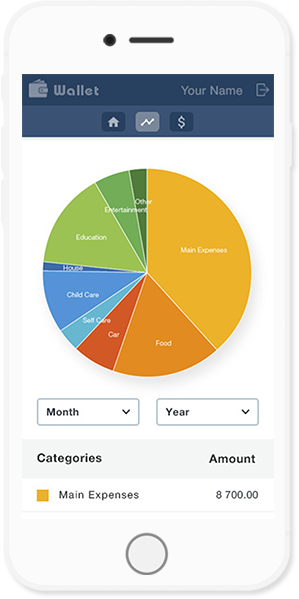 Wallet
Your Name
$
Other
Entertainment
Main Expenses
Education
House
Child Care
Self Care
Car
Food
Month
Year
Categories Amount
Main Expenses 8 700.00